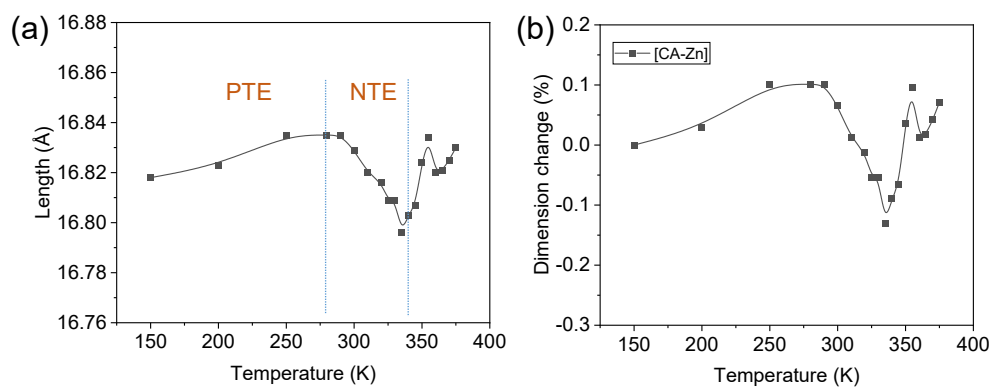 (a)
16.88
16.86
16.84
16.82
16.80
16.78
16.76
Length (Å)
PTE
NTE
150 200 250 300 350 400
Temperature (K)
(b)
0.2
0.1
0.0
-0.1
-0.2
-0.3
Dimension change (%)
[CA-Zn]
150 200 250 300 350 400
Temperature (K)